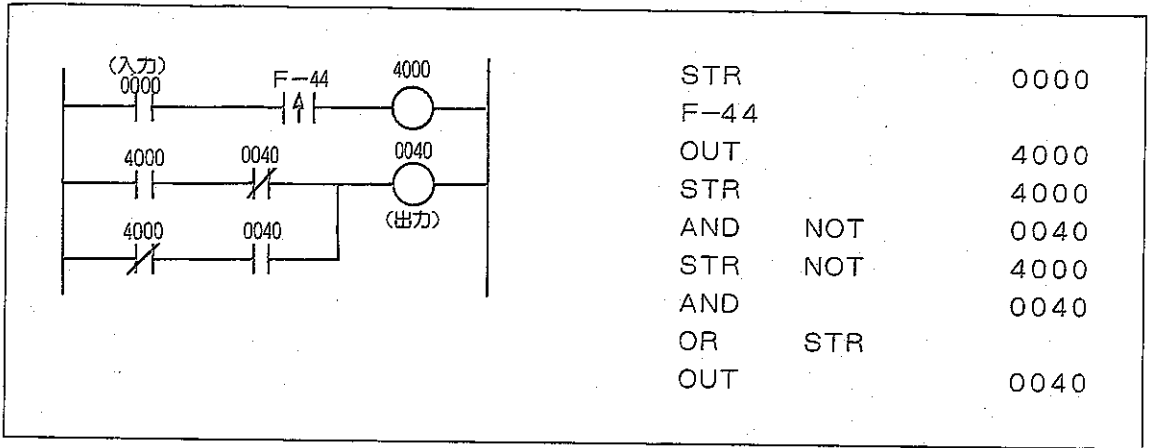 (入力)
0000 F-44 4000
4000 0040 0040
(出力)
4000 0040
STR 0000
F-44
OUT 4000
STR 4000
AND NOT 0040
STR NOT 4000
AND 0040
OR STR
OUT 0040